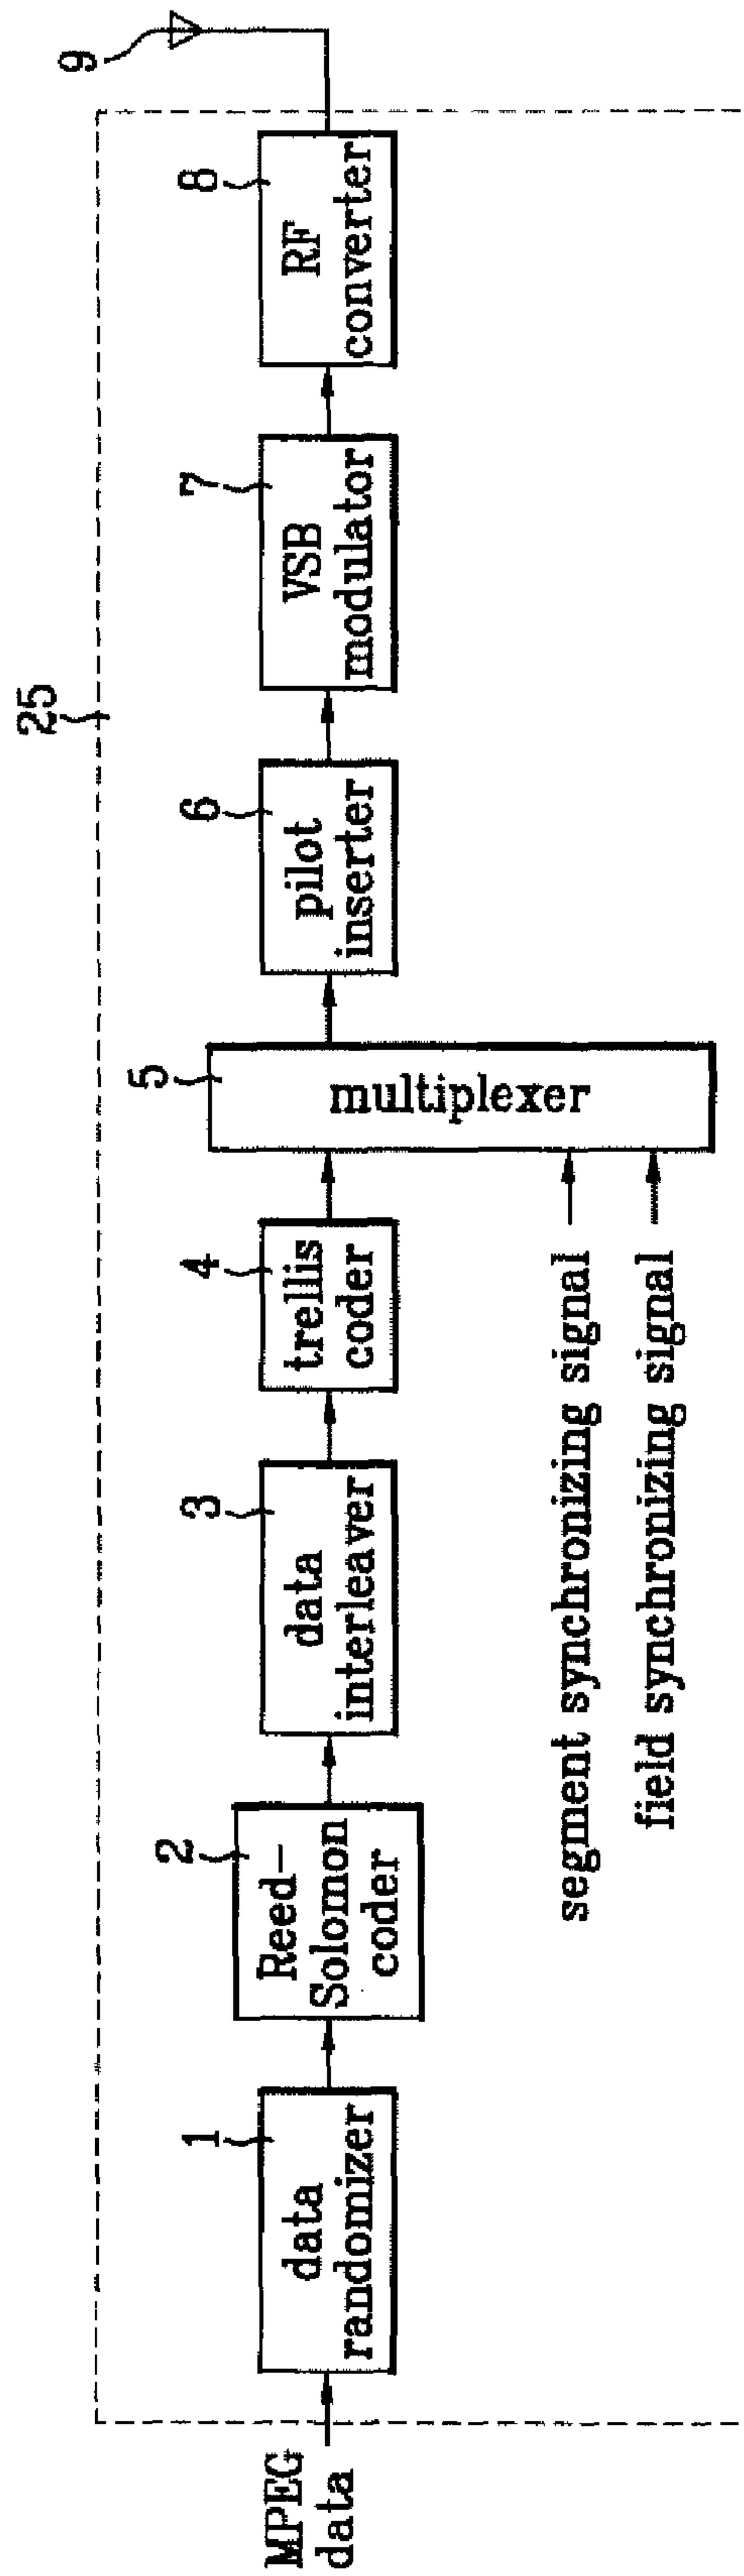 25
MPEG
data
1
data
randomizer
2
Reed-
Solomon
coder
3
data
interleaver
4
trellis
coder
5
multiplexer
segment synchronizing signal
field synchronizing signal
6
pilot
inserter
7
VSB
modulator
8
RF
converter
9